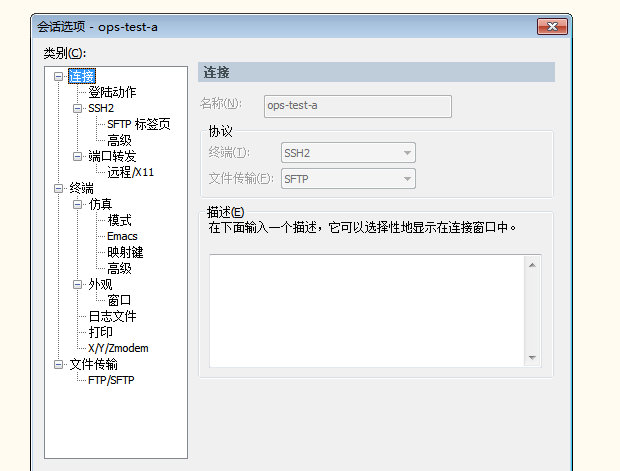 会话选项 - ops-test-a
类别(C):
连接
登陆动作
SSH2
SFTP 标签页
高级
端口转发
远程/X11
终端
仿真
模式
Emacs
映射键
高级
外观
窗口
日志文件
打印
X/Y/Zmodem
文件传输
FTP/SFTP
连接
名称(N): ops-test-a
协议
终端(T): SSH2
文件传输(F): SFTP
描述(E)
在下面输入一个描述，它可以选择性地显示在连接窗口中。